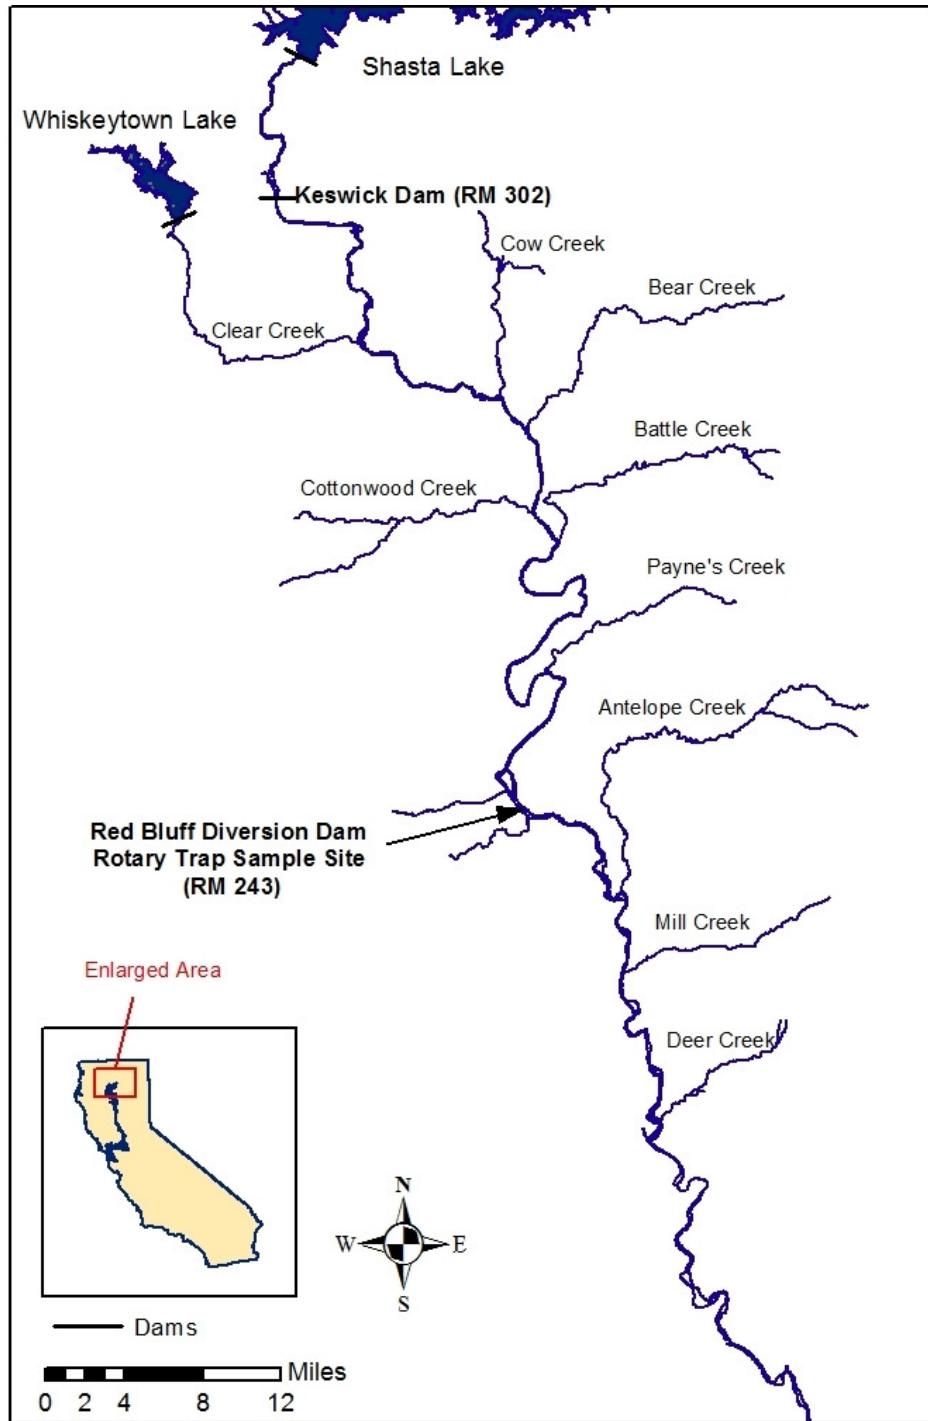 Shasta Lake
Whiskeytown Lake
Keswick Dam (RM 302)
Cow Creek
Bear Creek
Clear Creek
Battle Creek
Cottonwood Creek
Payne's Creek
Antelope Creek
Red Bluff Diversion Dam
Rotary Trap Sample Site
(RM 243)
Mill Creek
Enlarged Area
Deer Creek
N
W
E
S
Dams
Miles
0 2 4 8 12